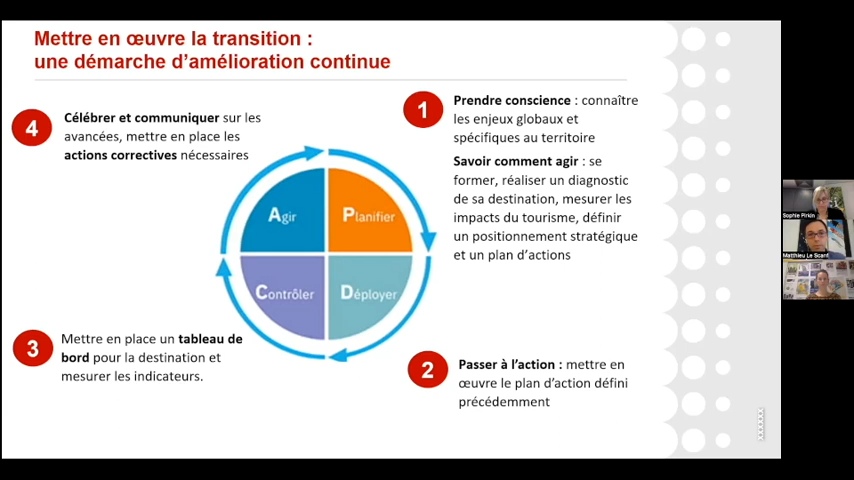 Mettre en œuvre la transition :
une démarche d'amélioration continue
1
Prendre conscience : connaître
les enjeux globaux et
spécifiques au territoire
Savoir comment agir : se
former, réaliser un diagnostic
de sa destination, mesurer les
impacts du tourisme, définir
un positionnement stratégique
et un plan d'actions
4
Célébrer et communiquer sur les
avancées, mettre en place les
actions correctives nécessaires
Agir
Planifier
Contrôler
Déployer
3
Mettre en place un tableau de
bord pour la destination et
mesurer les indicateurs.
2
Passer à l'action : mettre en
œuvre le plan d'action défini
précédemment
Sophie Pirkin
Matthieu Le Scant